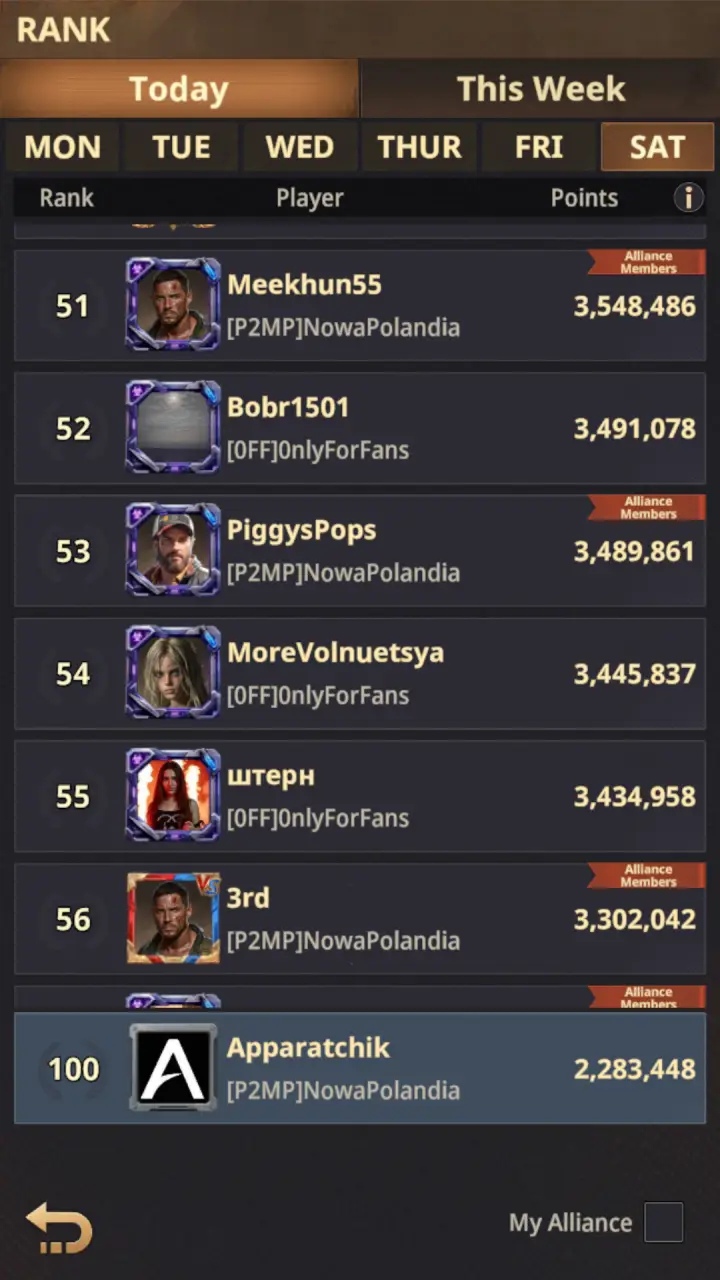 RANK
Today
This Week
MON
TUE
WED
THUR
FRI
SAT
Rank
Player
Points
i
Alliance
Members
51
Meekhun55
[P2MP]NowaPolandia
3,548,486
52
Bobr1501
[0FF]0nlyForFans
3,491,078
Alliance
Members
53
PiggysPops
[P2MP]NowaPolandia
3,489,861
54
MoreVolnuetsya
[0FF]0nlyForFans
3,445,837
55
штерн
[0FF]0nlyForFans
3,434,958
Alliance
Members
56
VS
3rd
[P2MP]NowaPolandia
3,302,042
Alliance
Members
100
Apparatchik
[P2MP]NowaPolandia
2,283,448
My Alliance